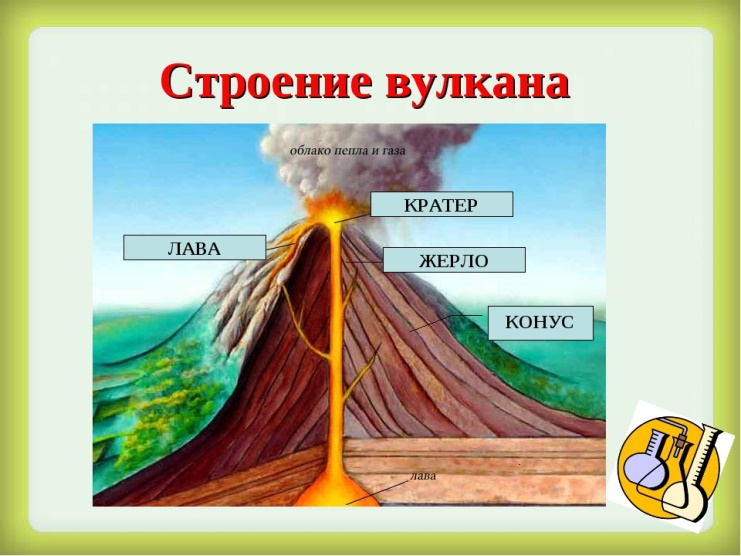 Строение вулкана
облако пепла и газа
КРАТЕР
ЛАВА
ЖЕРЛО
КОНУС
лава